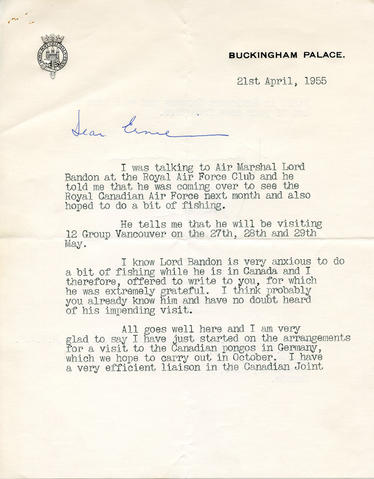 BUCKINGHAM PALACE.
21st April, 1955
Dear Ernie
I was talking to Air Marshal Lord
Bandon at the Royal Air Force Club and he
told me that he was coming over to see the
Royal Canadian Air Force next month and also
hoped to do a bit of fishing.
He tells me that he will be visiting
12 Group Vancouver on the 27th, 28th and 29th
May.
I know Lord Bandon is very anxious to do
a bit of fishing while he is in Canada and I
therefore, offered to write to you, for which
he was extremely grateful. I think probably
you already know him and have no doubt heard
of his impending visit.
All goes well here and I am very
glad to say I have just started on the arrangements
for a visit to the Canadian pongos in Germany,
which we hope to carry out in October. I have
a very efficient liaison in the Canadian Joint